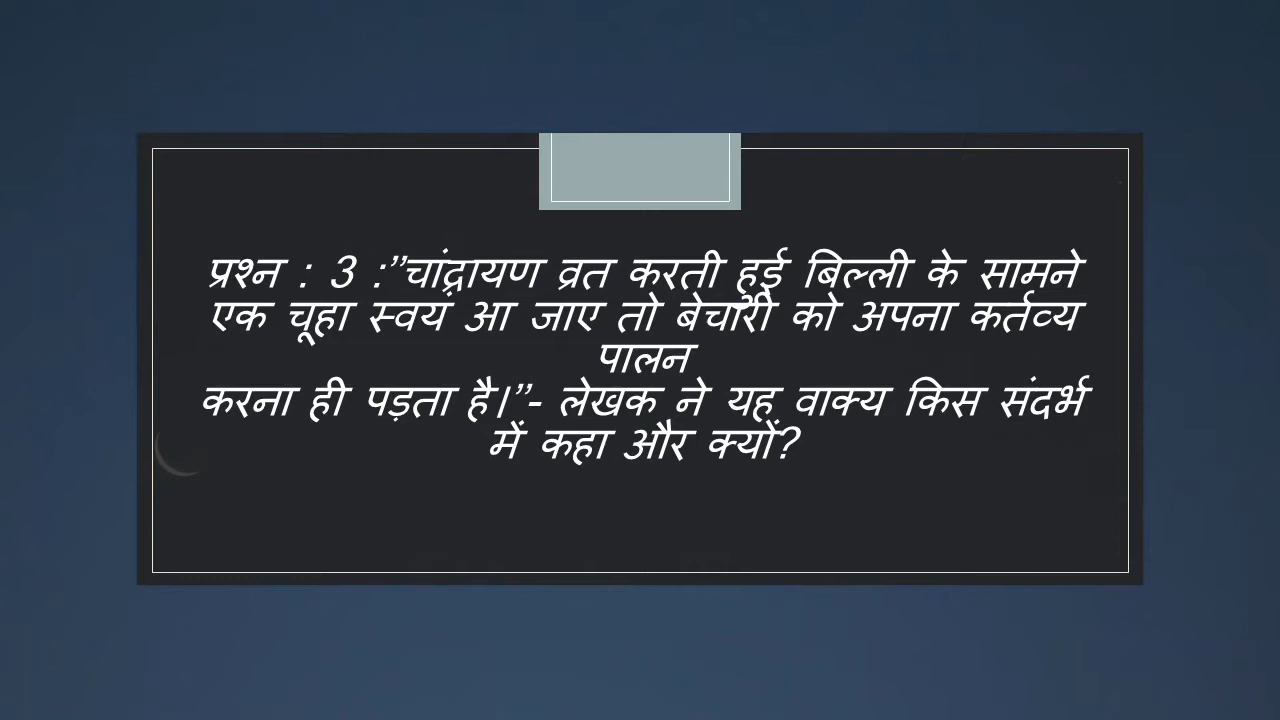 प्रश्न : 3 :”चांद्रायण व्रत करती हुई बिल्ली के सामने
एक चूहा स्वयं आ जाए तो बेचारी को अपना कर्तव्य
पालन
करना ही पड़ता है।”- लेखक ने यह वाक्य किस संदर्भ
में कहा और क्यों?